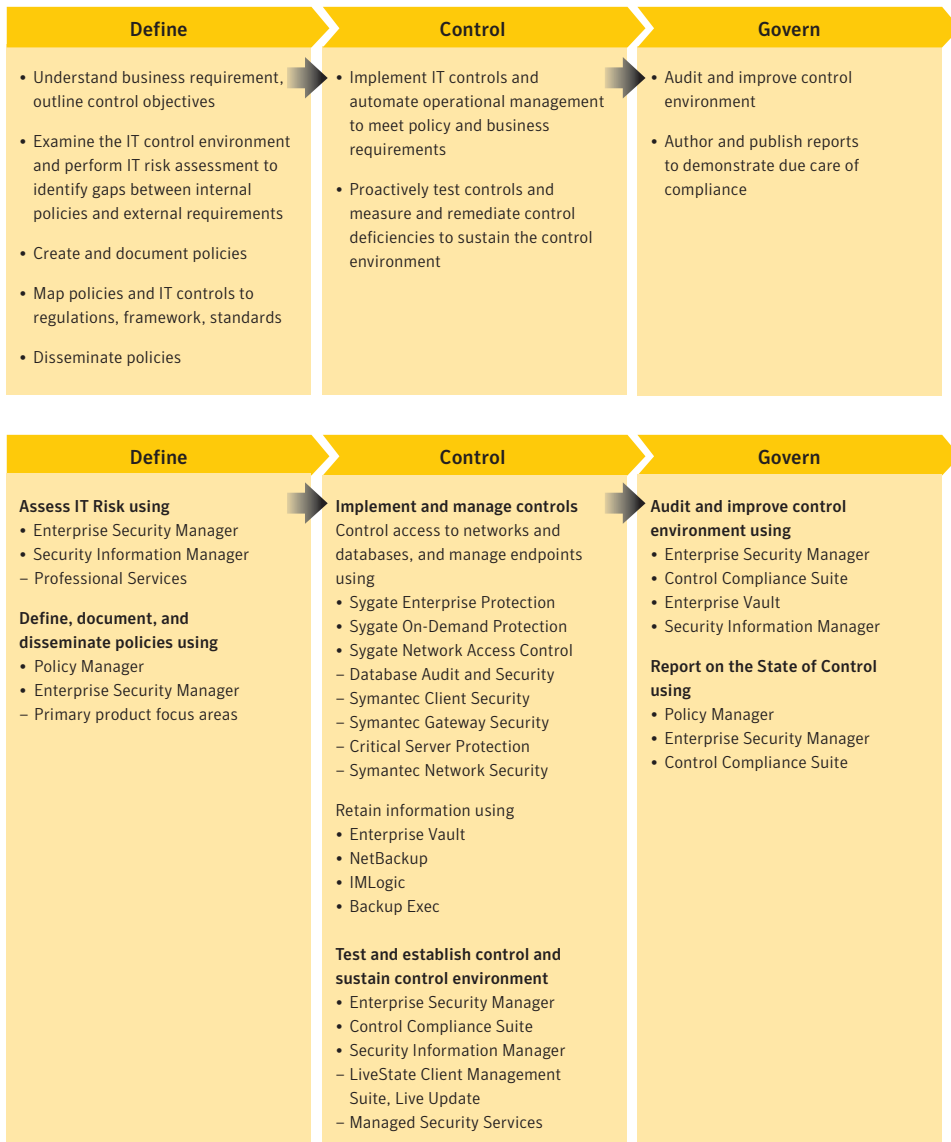 Define
• Understand business requirement,
outline control objectives
• Examine the IT control environment
and perform IT risk assessment to
identify gaps between internal
policies and external requirements
• Create and document policies
• Map policies and IT controls to
regulations, framework, standards
• Disseminate policies
Control
• Implement IT controls and
automate operational management
to meet policy and business
requirements
• Proactively test controls and
measure and remediate control
deficiencies to sustain the control
environment
Govern
• Audit and improve control
environment
• Author and publish reports
to demonstrate due care of
compliance
Define
Assess IT Risk using
• Enterprise Security Manager
• Security Information Manager
– Professional Services
Define, document, and
disseminate policies using
• Policy Manager
• Enterprise Security Manager
– Primary product focus areas
Control
Implement and manage controls
Control access to networks and
databases, and manage endpoints
using
• Sygate Enterprise Protection
• Sygate On-Demand Protection
• Sygate Network Access Control
– Database Audit and Security
– Symantec Client Security
– Symantec Gateway Security
– Critical Server Protection
– Symantec Network Security
Retain information using
• Enterprise Vault
• NetBackup
• IMLogic
• Backup Exec
Test and establish control and
sustain control environment
• Enterprise Security Manager
• Control Compliance Suite
• Security Information Manager
– LiveState Client Management
Suite, Live Update
– Managed Security Services
Govern
Audit and improve control
environment using
• Enterprise Security Manager
• Control Compliance Suite
• Enterprise Vault
• Security Information Manager
Report on the State of Control
using
• Policy Manager
• Enterprise Security Manager
• Control Compliance Suite